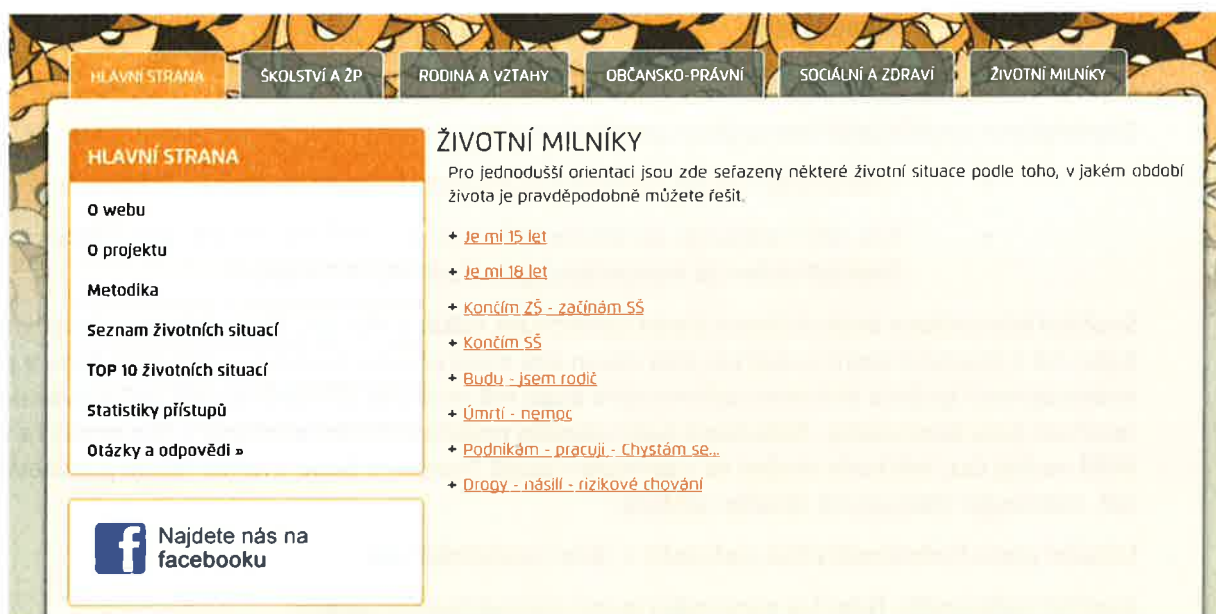 HLAVNÍ STRANA
ŠKOLSTVÍ A ŽP
RODINA A VZTAHY
OBČANSKO-PRÁVNÍ
SOCIÁLNÍ A ZDRAVÍ
ŽIVOTNÍ MILNÍKY
HLAVNÍ STRANA
O webu
O projektu
Metodika
Seznam životních situací
TOP 10 životních situací
Statistiky přístupů
Otázky a odpovědi »
Najdete nás na
facebooku
ŽIVOTNÍ MILNÍKY
Pro jednodušší orientaci jsou zde seřazeny některé životní situace podle toho, v jakém období
života je pravděpodobně můžete řešit.
+ Je mi 15 let
+ Je mi 18 let
+ Končím ZŠ - začínám SŠ
+ Končím SŠ
+ Budu - jsem rodič
+ Úmrtí - nemoc
+ Podnikám - pracuji - Chystám se...
+ Drogy - násilí - rizikové chování